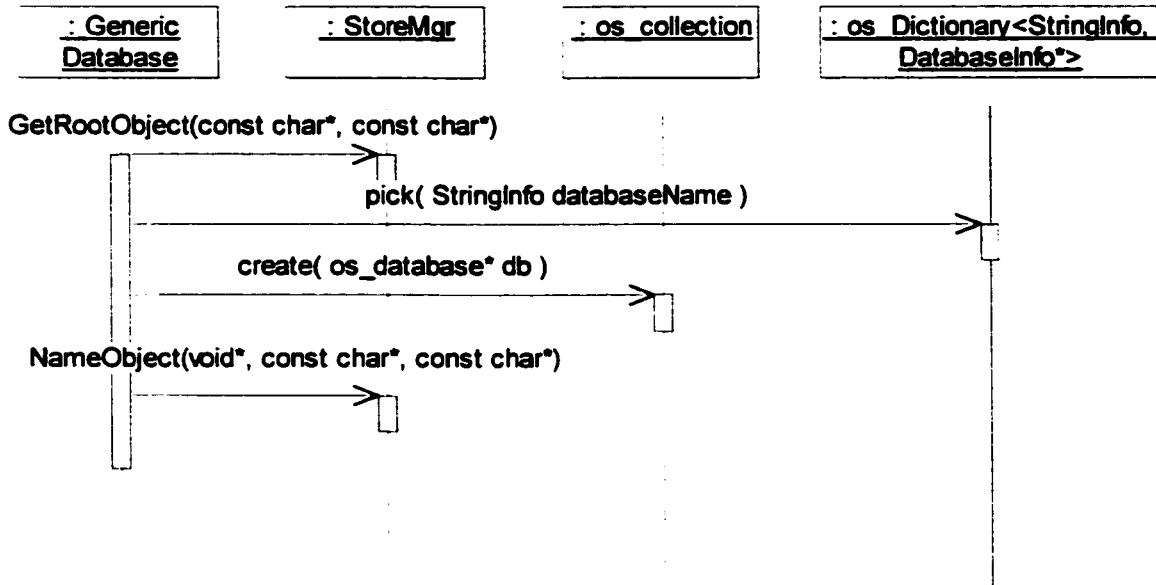 : Generic
Database
: StoreMgr
: os_collection
: os_Dictionary<StringInfo,
DatabaseInfo*>
GetRootObject(const char*, const char*)
pick( StringInfo databaseName )
create( os_database* db )
NameObject(void*, const char*, const char*)